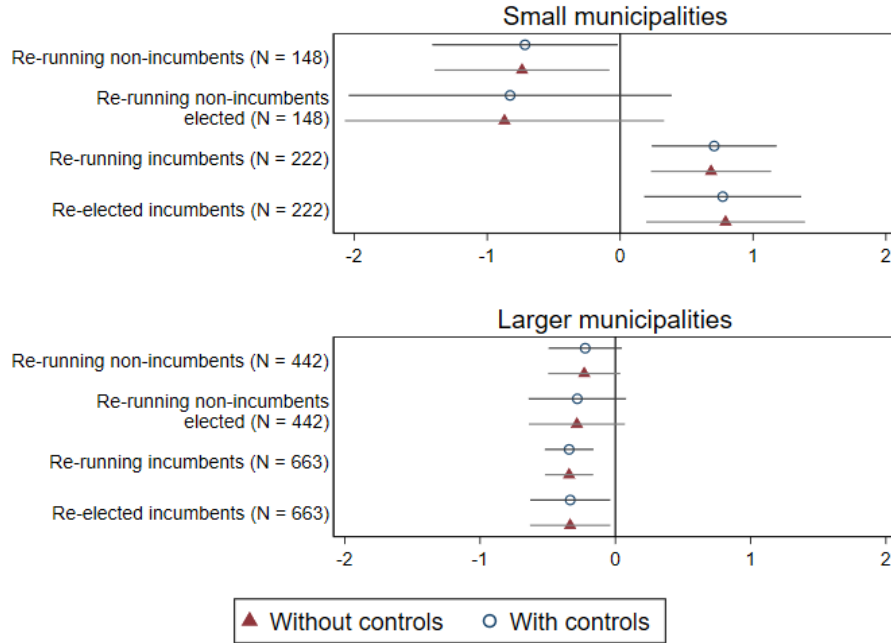 Small municipalities
Re-running non-incumbents (N = 148)
Re-running non-incumbents
elected (N = 148)
Re-running incumbents (N = 222)
Re-elected incumbents (N = 222)
-2 -1 0 1 2
Larger municipalities
Re-running non-incumbents (N = 442)
Re-running non-incumbents
elected (N = 442)
Re-running incumbents (N = 663)
Re-elected incumbents (N = 663)
-2 -1 0 1 2
Without controls With controls